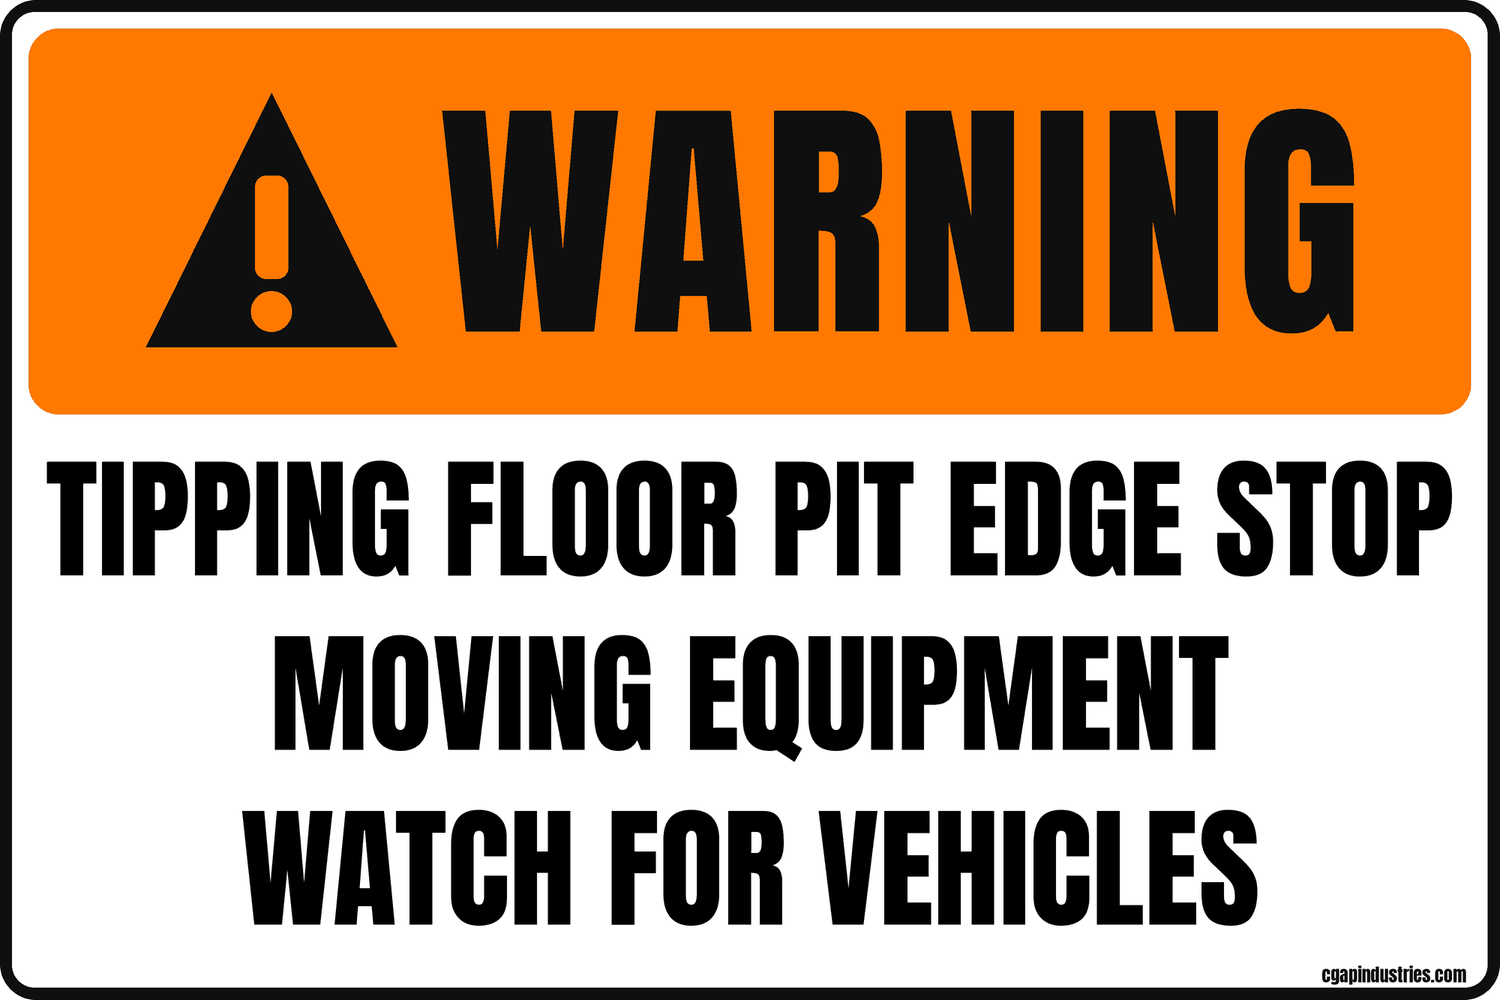 WARNING
TIPPING FLOOR PIT EDGE STOP
MOVING EQUIPMENT
WATCH FOR VEHICLES
cgapindustries.com